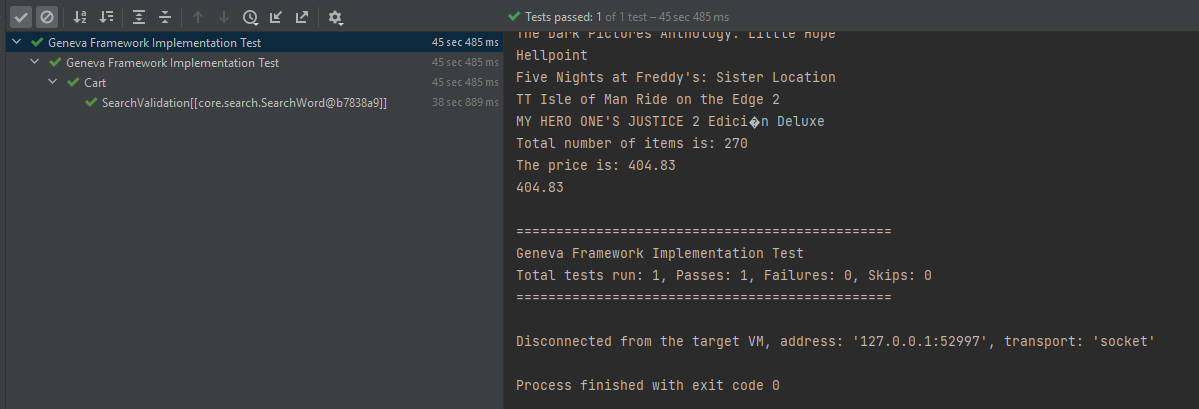 Tests passed: 1 of 1 test – 45 sec 485 ms
Geneva Framework Implementation Test 45 sec 485 ms
Geneva Framework Implementation Test 45 sec 485 ms
Cart 45 sec 485 ms
SearchValidation[[core.search.SearchWord@b7838a9]] 38 sec 889 ms
The Dark Pictures Anthology: Little Hope
Hellpoint
Five Nights at Freddy's: Sister Location
TT Isle of Man Ride on the Edge 2
MY HERO ONE'S JUSTICE 2 Edici�n Deluxe
Total number of items is: 270
The price is: 404.83
404.83
===============================================
Geneva Framework Implementation Test
Total tests run: 1, Passes: 1, Failures: 0, Skips: 0
===============================================
Disconnected from the target VM, address: '127.0.0.1:52997', transport: 'socket'
Process finished with exit code 0